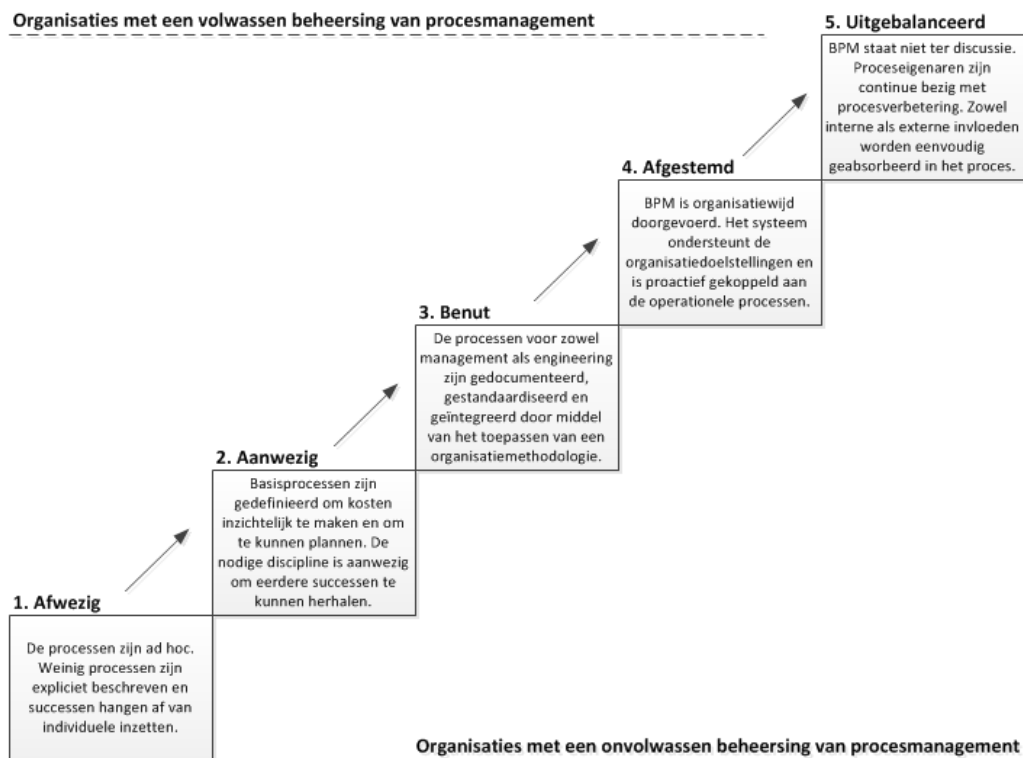 Organisaties met een volwassen beheersing van procesmanagement
5. Uitgebalanceerd
BPM staat niet ter discussie.
Proceseigenaren zijn
continue bezig met
procesverbetering. Zowel
interne als externe invloeden
worden eenvoudig
geabsorbeerd in het proces.
4. Afgestemd
BPM is organisatiewijd
doorgevoerd. Het systeem
ondersteunt de
organisatiedoelstellingen en
is proactief gekoppeld aan
de operationele processen.
3. Benut
De processen voor zowel
management als engineering
zijn gedocumenteerd,
gestandaardiseerd en
geïntegreerd door middel
van het toepassen van een
organisatiemethodologie.
2. Aanwezig
Basisprocessen zijn
gedefinieerd om kosten
inzichtelijk te maken en om
te kunnen plannen. De
nodige discipline is aanwezig
om eerdere successen te
kunnen herhalen.
1. Afwezig
De processen zijn ad hoc.
Weinig processen zijn
expliciet beschreven en
successen hangen af van
individuele inzetten.
Organisaties met een onvolwassen beheersing van procesmanagement